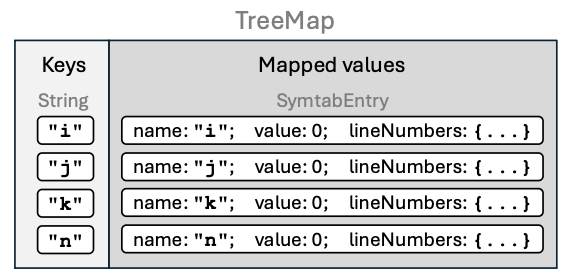 TreeMap
Keys Mapped values
String SymtabEntry
"i" name: "i"; value: 0; lineNumbers: {...}
"j" name: "j"; value: 0; lineNumbers: {...}
"k" name: "k"; value: 0; lineNumbers: {...}
"n" name: "n"; value: 0; lineNumbers: {...}